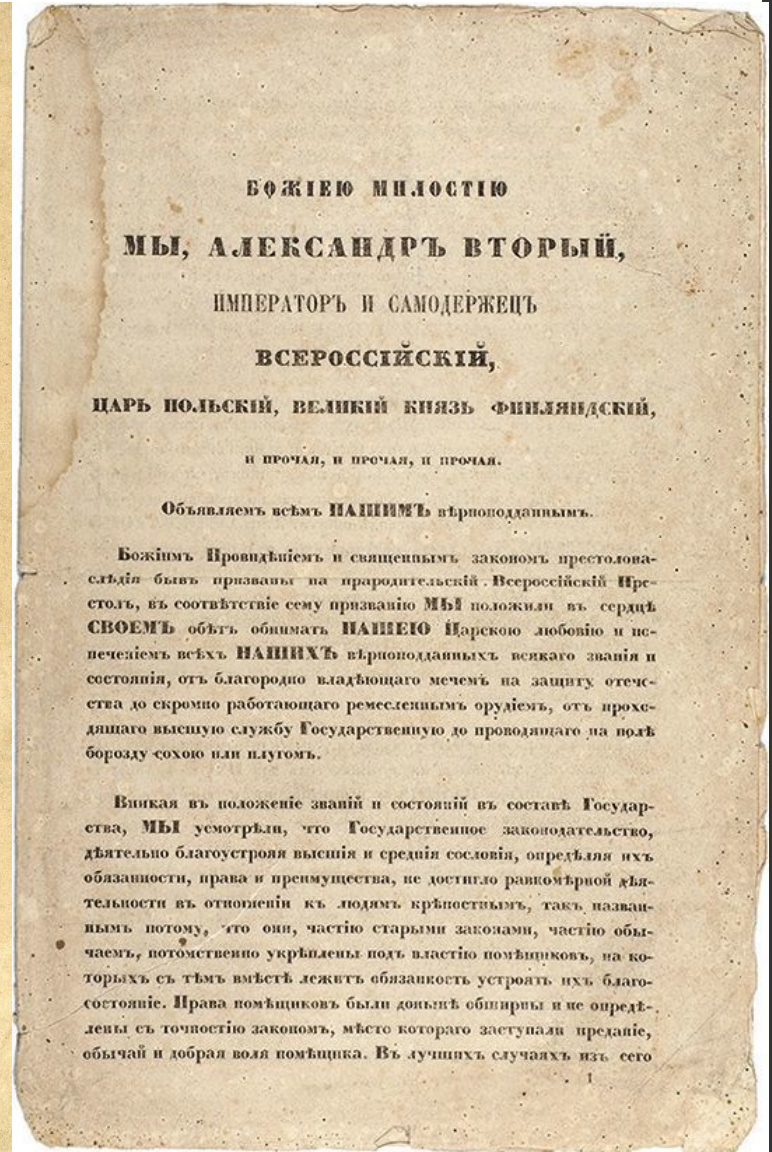 БОЖІЕЮ МИЛОСТІЮ
МЫ, АЛЕКСАНДРЪ ВТОРЫЙ,
ИМПЕРАТОРЪ И САМОДЕРЖЕЦЪ
ВСЕРОССІЙСКІЙ,
ЦАРЬ ПОЛЬСКІЙ, ВЕЛИКІЙ КНЯЗЬ ФИНЛЯНДСКІЙ,
И ПРОЧАЯ, И ПРОЧАЯ, И ПРОЧАЯ.
Объявляемъ всѣмъ НАШИМЪ вѣрноподданнымъ.
Божіимъ Провидѣніемъ и священнымъ закономъ престолона-
слѣдія бывъ призваны на прародительскій Всероссійскій Пре-
столъ, въ соотвѣтствіе сему призванію МЫ положили въ сердцѣ
СВОЕМЪ обѣтъ обнимать НАШЕЮ Царскою любовію и по-
печеніемъ всѣхъ НАШИХЪ вѣрноподданныхъ всякаго званія и
состоянія, отъ благородно владѣющаго мечемъ на защиту отече-
ства до скромно работающаго ремесленнымъ орудіемъ, отъ прохо-
дящаго высшую службу Государственную до проводящаго на полѣ
борозду сохою или плугомъ.
Вникая въ положеніе званій и состояній въ составѣ Государ-
ства, МЫ усмотрѣли, что Государственное законодательство,
дѣятельно благоустрояя высшія и среднія сословія, опредѣляя ихъ
обязанности, права и преимущества, не достигло равномѣрной дѣя-
тельности въ отношеніи къ людямъ крѣпостнымъ, такъ назван-
нымъ потому, что они, частію старыми законами, частію обы-
чаемъ, потомственно укрѣплены подъ властію помѣщиковъ, на ко-
торыхъ съ тѣмъ вмѣстѣ лежитъ обязанность устроять ихъ благо-
состояніе. Права помѣщиковъ были донынѣ обширны и не опредѣ-
лены съ точностію закономъ, мѣсто котораго заступали преданіе,
обычай и добрая воля помѣщика. Въ лучшихъ случаяхъ изъ сего
1